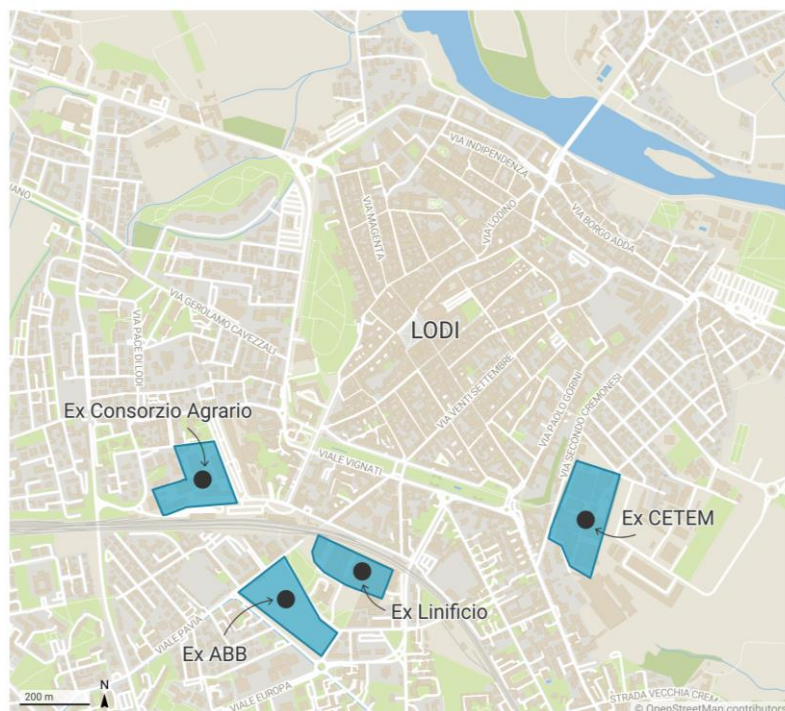 VIA INDIPENDENZA
VIA MAGENTA
VIA LODINO
VIA BORGO ADDA
IANO
VIA GEROLAMO CAVEZZALI
VIA PACE DI LODI
LODI
VIA VENTI SETTEMBRE
VIA PAOLO GORINI
VIA SECONDO CREMONESI
Ex Consorzio Agrario
VIALE VIGNATI
Ex CETEM
Ex Linificio
Ex ABB
VIALE PAVIA
VIALE EUROPA
STRADA VECCHIA CREM
200 m
N
© OpenStreetMap contributors